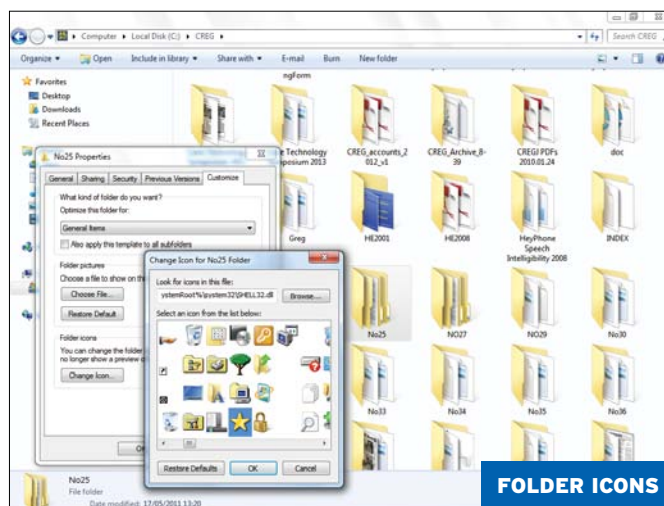 Computer ▸ Local Disk (C:) ▸ CREG ▸
Search CREG
Organize ▾ Open Include in library ▾ Share with ▾ E-mail Burn New folder
Favorites
Desktop
Downloads
Recent Places
ngForm
e Technology
posium 2013
CREG_accounts_2
012_v1
CREG_Archive_8-
39
CREGJ PDFs
2010.01.24
doc
Greg
HE2001
HE2008
HeyPhone
Speech
Intelligibility 2008
INDEX
No25
NO27
NO29
No30
No33
No34
No35
No36
No25 Properties
General Sharing Security Previous Versions Customize
What kind of folder do you want?
Optimize this folder for:
General Items
Also apply this template to all subfolders
Folder pictures
Choose a file to show on th
Choose File...
Restore Default
Folder icons
You can change the folder
no longer show a preview o
Change Icon...
Change Icon for No25 Folder
Look for icons in this file:
ystemRoot%\system32\SHELL32.dll
Browse...
Select an icon from the list below:
Restore Defaults OK Cancel
No25
File folder
Date modified: 17/05/2011 13:20
FOLDER ICONS